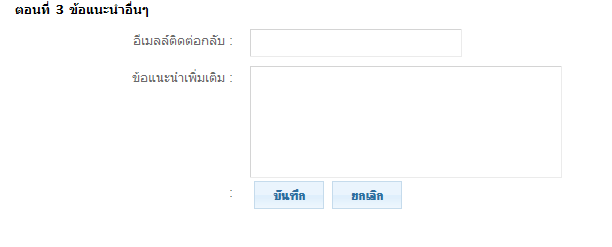 ตอนที่ 3 ข้อแนะนำอื่นๆ
อีเมลล์ติดต่อกลับ :
ข้อแนะนำเพิ่มเติม :
: บันทึก ยกเลิก